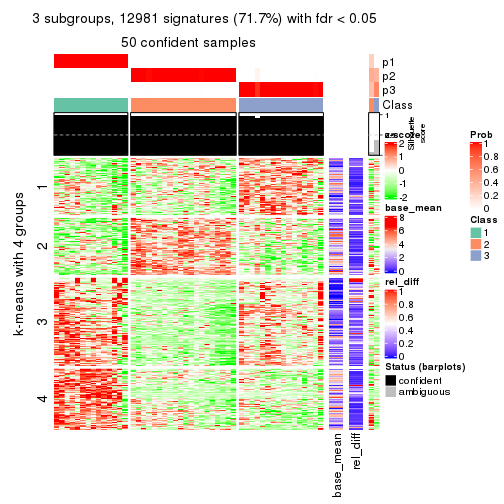 3 subgroups, 12981 signatures (71.7%) with fdr < 0.05
50 confident samples
p1
p2
p3
Class
1
Silhouette
score
k-means with 4 groups
1
2
3
4
base_mean
rel_diff
z-score
2
1
0
-1
-2
base_mean
8
6
4
2
0
rel_diff
1
0.8
0.6
0.4
0.2
0
Status (barplots)
confident
ambiguous
Prob
1
0.8
0.6
0.4
0.2
0
Class
1
2
3